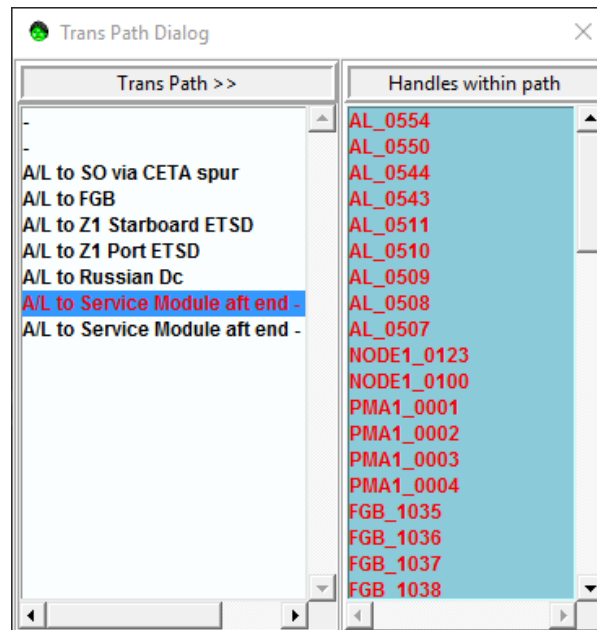 Trans Path Dialog
Trans Path >>
-
-
A/L to SO via CETA spur
A/L to FGB
A/L to Z1 Starboard ETSD
A/L to Z1 Port ETSD
A/L to Russian Dc
A/L to Service Module aft end -
A/L to Service Module aft end -
Handles within path
AL_0554
AL_0550
AL_0544
AL_0543
AL_0511
AL_0510
AL_0509
AL_0508
AL_0507
NODE1_0123
NODE1_0100
PMA1_0001
PMA1_0002
PMA1_0003
PMA1_0004
FGB_1035
FGB_1036
FGB_1037
FGB_1038